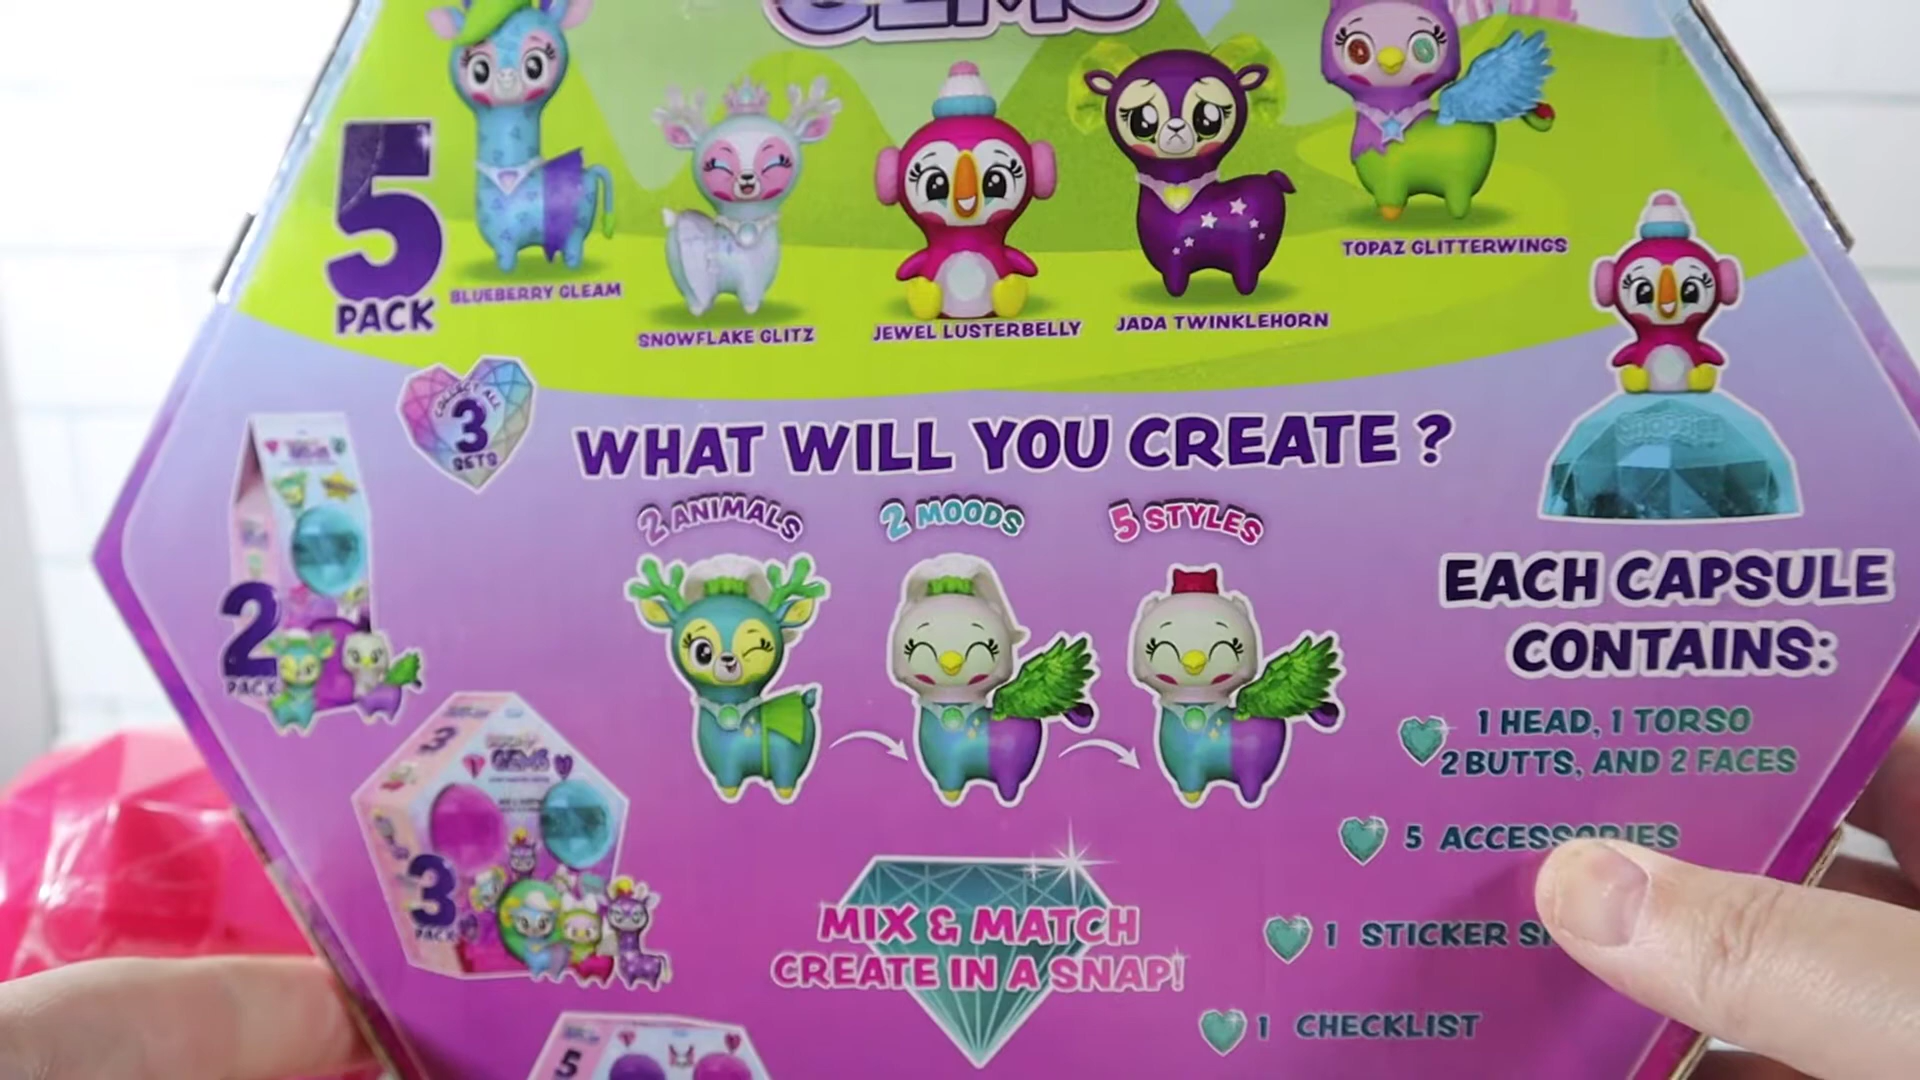 GEMS
5
PACK
BLUEBERRY GLEAM
SNOWFLAKE GLITZ
JEWEL LUSTERBELLY
JADA TWINKLEHORN
TOPAZ GLITTERWINGS
COLLECT ALL
3
SETS
WHAT WILL YOU CREATE?
2 ANIMALS
2 MOODS
5 STYLES
2
PACK
EACH CAPSULE
CONTAINS:
1 HEAD, 1 TORSO
2 BUTTS, AND 2 FACES
5 ACCESSORIES
1 STICKER
1 CHECKLIST
3
GEMS
3
PACK
MIX & MATCH
CREATE IN A SNAP!
5